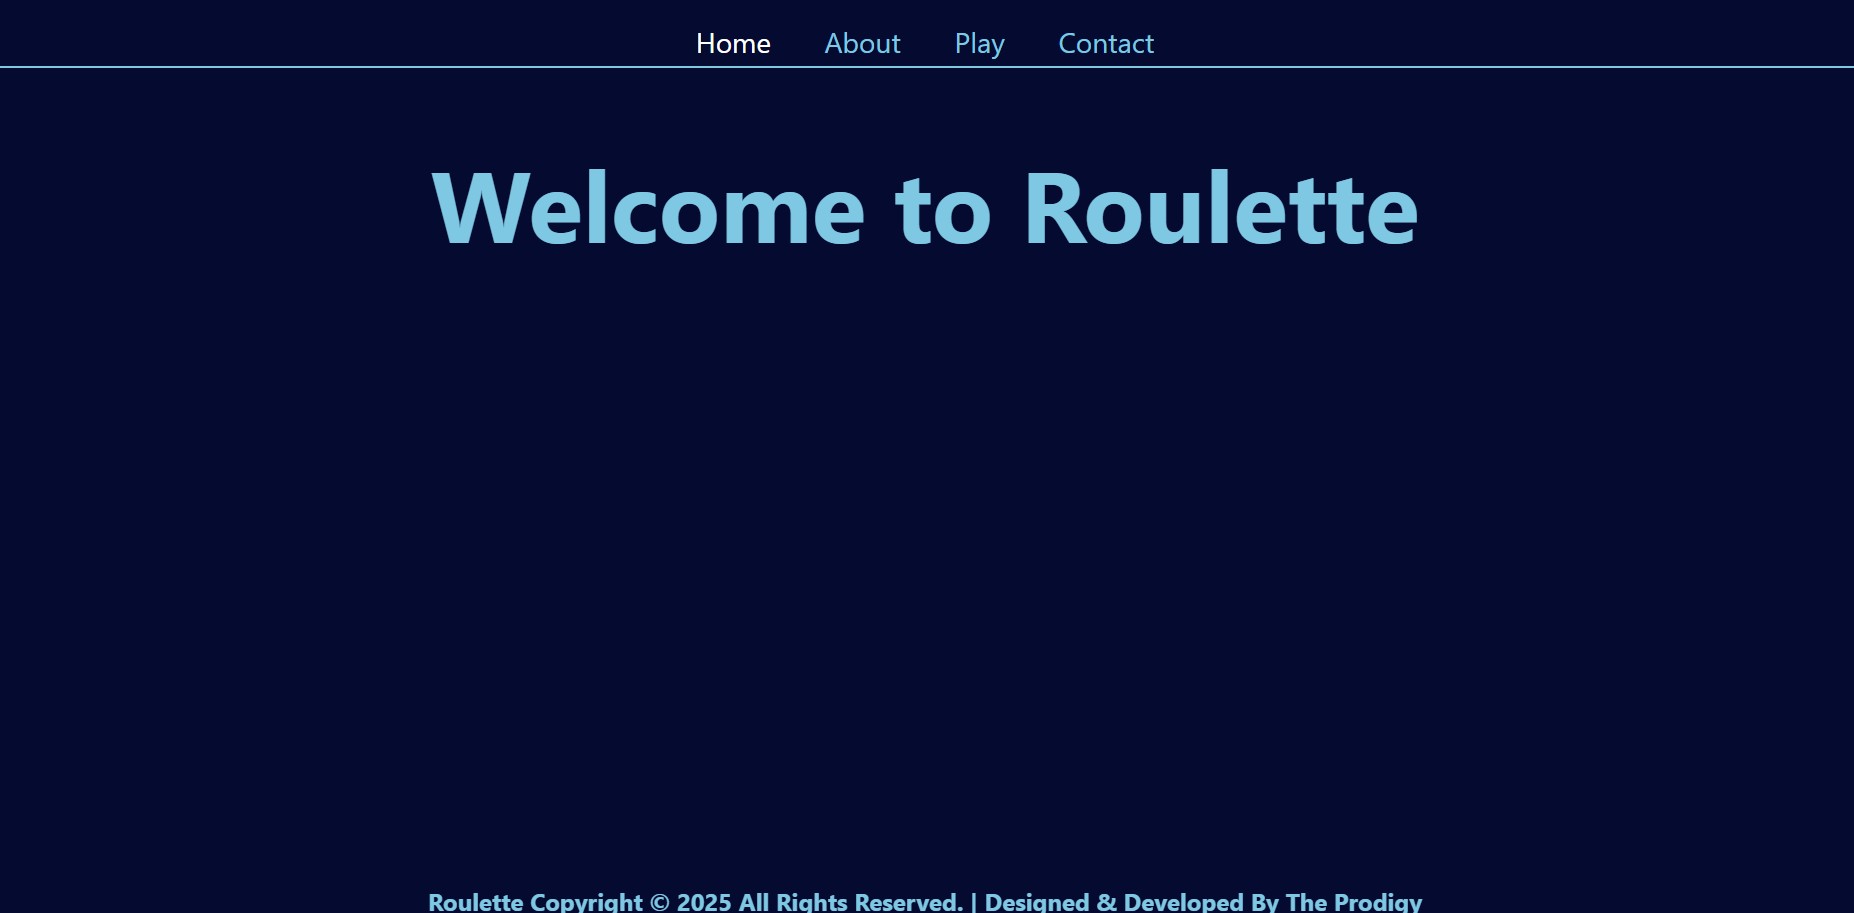 Home About Play Contact
Welcome to Roulette
Roulette Copyright © 2025 All Rights Reserved. | Designed & Developed By The Prodigy